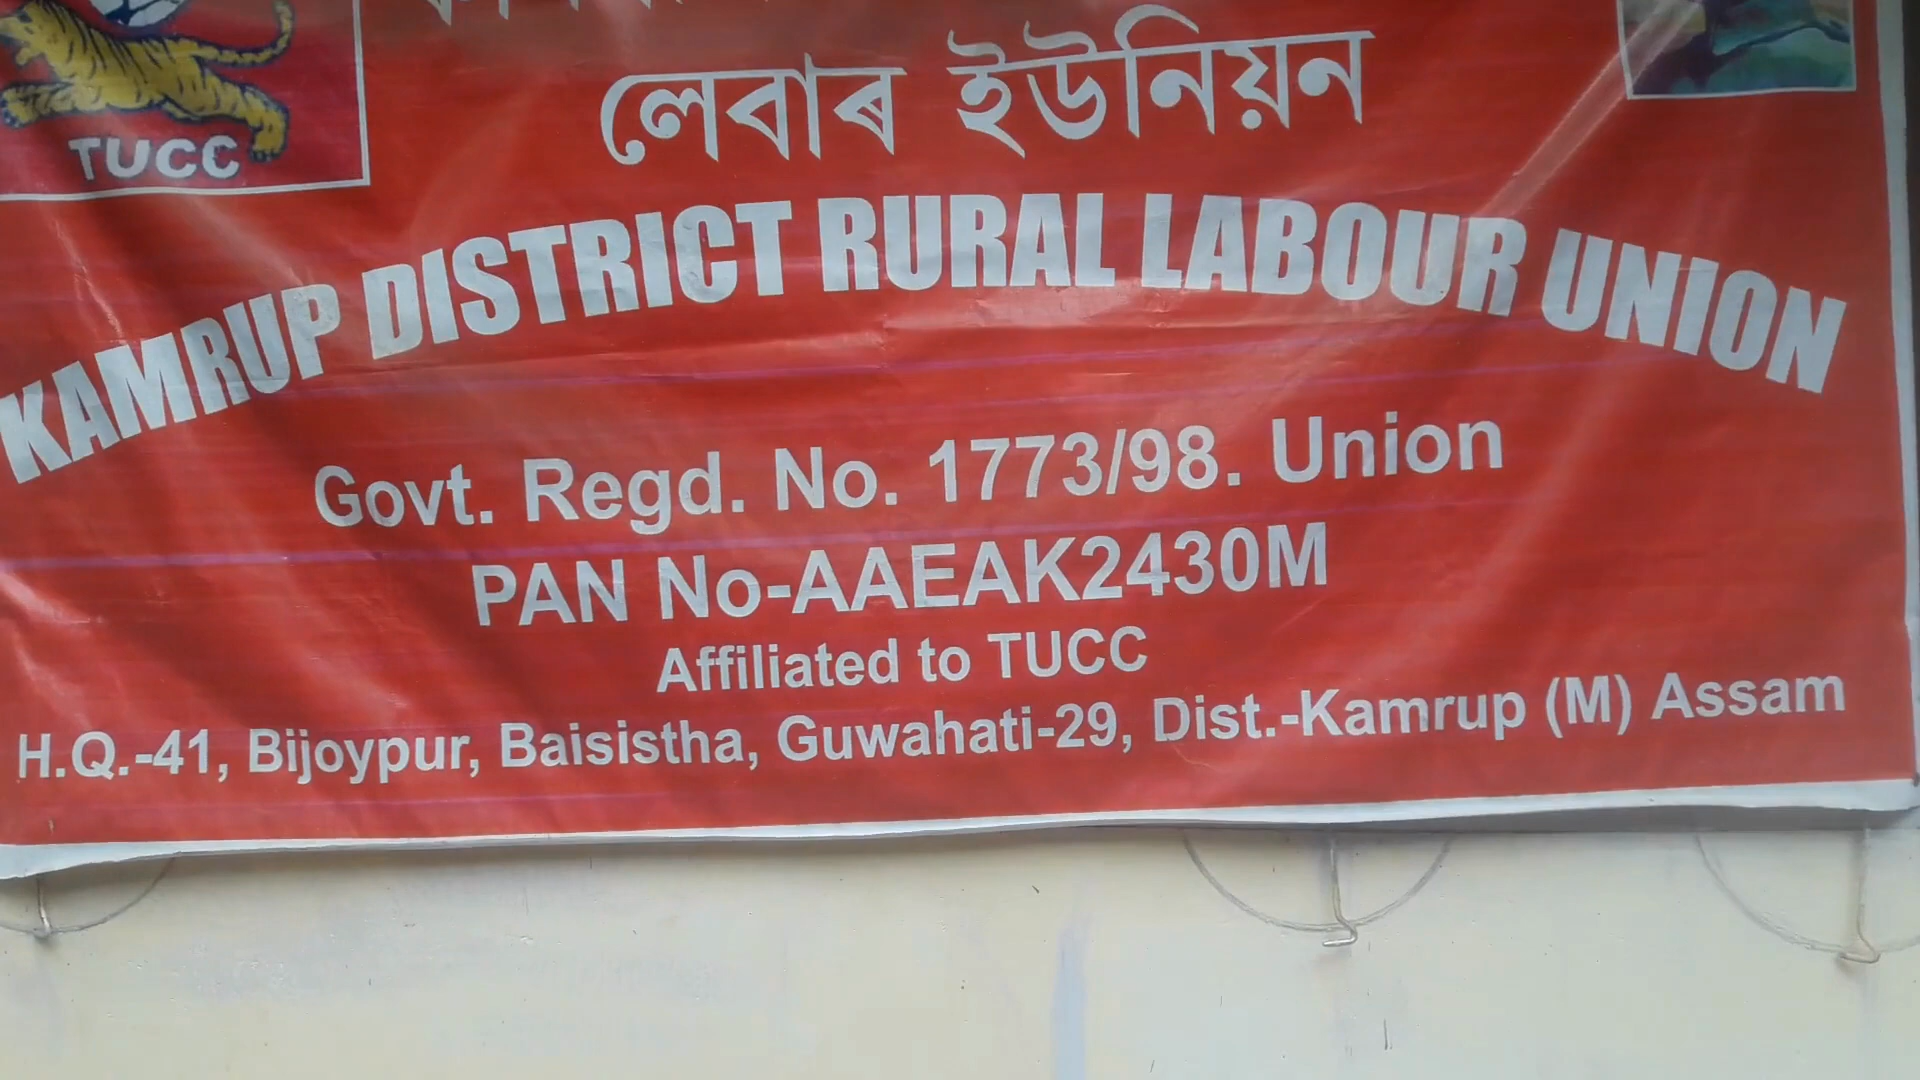 TUCC
লেবাৰ ইউনিয়ন
KAMRUP DISTRICT RURAL LABOUR UNION
Govt. Regd. No. 1773/98. Union
PAN No-AAEAK2430M
Affiliated to TUCC
H.Q.-41, Bijoypur, Baisistha, Guwahati-29, Dist.-Kamrup (M) Assam